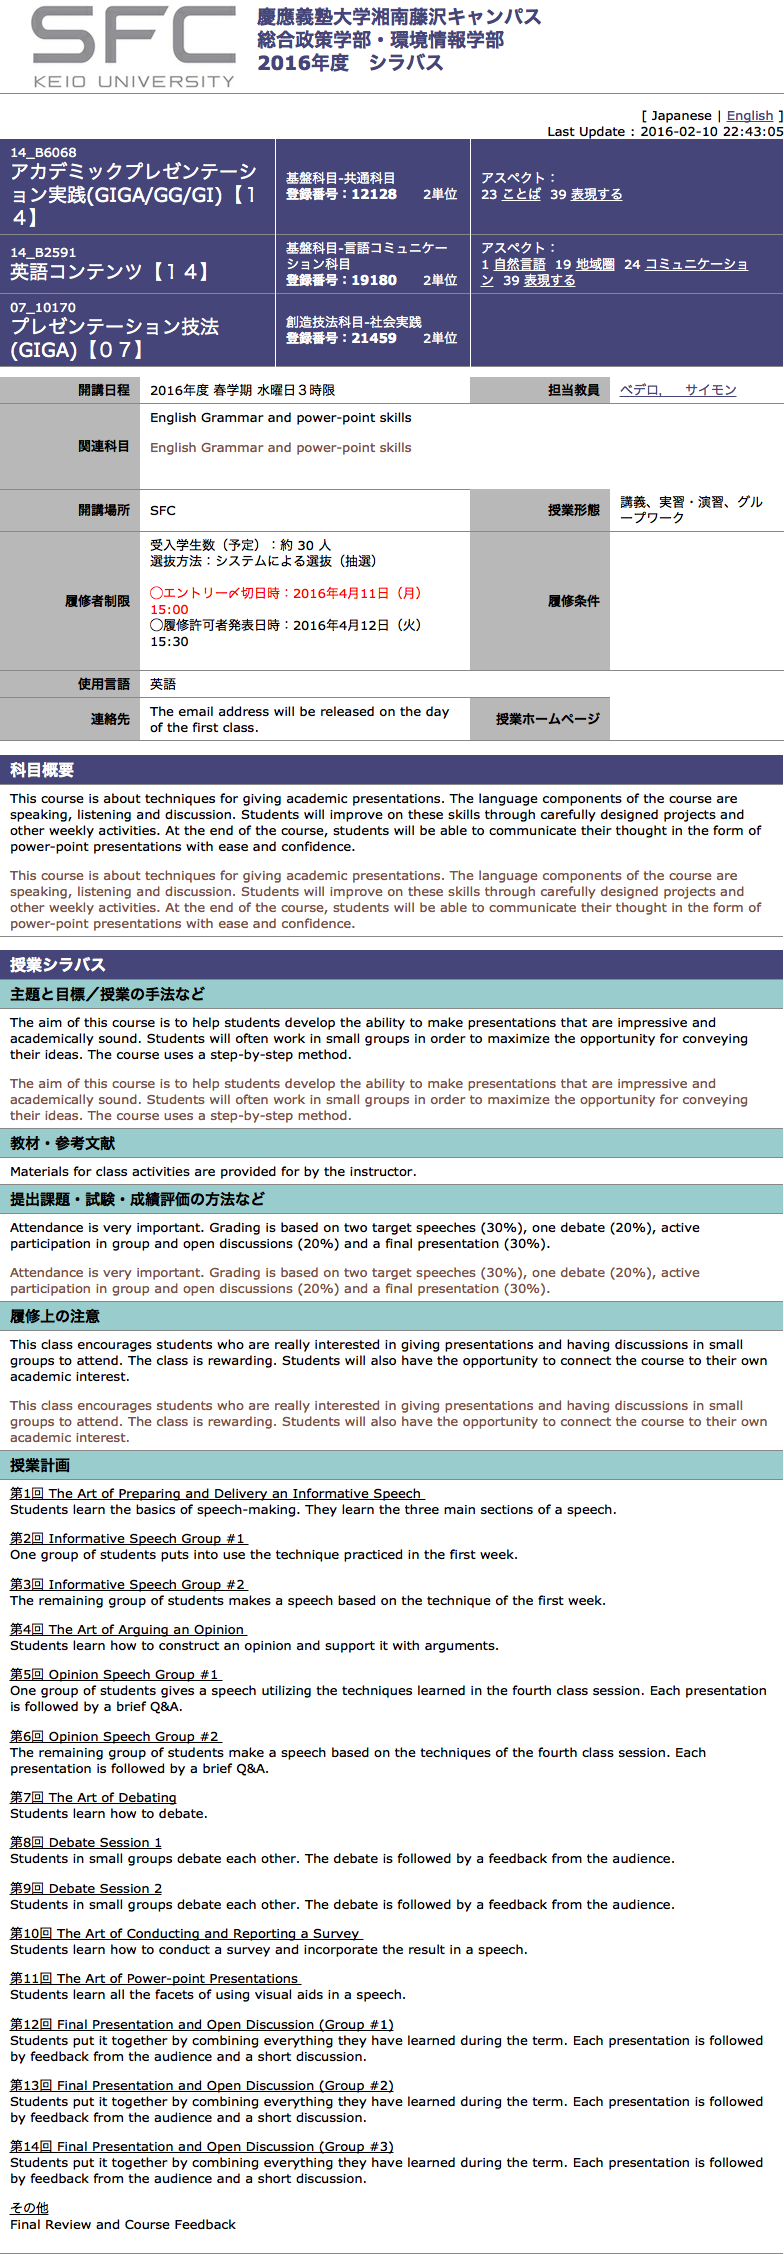 SFC
KEIO UNIVERSITY
慶應義塾大学湘南藤沢キャンパス
総合政策学部・環境情報学部
2016年度　シラバス
[ Japanese | English ]
Last Update : 2016-02-10 22:43:05
14_B6068
アカデミックプレゼンテーシ
ョン実践(GIGA/GG/GI)【１
４】
基盤科目-共通科目
登録番号：12128　2単位
アスペクト：
23 ことば 39 表現する
14_B2591
英語コンテンツ【１４】
基盤科目-言語コミュニケー
ション科目
登録番号：19180　2単位
アスペクト：
1 自然言語 19 地域圏 24 コミュニケーショ
ン 39 表現する
07_10170
プレゼンテーション技法
(GIGA)【０７】
創造技法科目-社会実践
登録番号：21459　2単位
開講日程 2016年度 春学期 水曜日３時限
担当教員 ベデロ,　サイモン
関連科目
English Grammar and power-point skills
English Grammar and power-point skills
開講場所 SFC
授業形態
講義、実習・演習、グル
ープワーク
履修者制限
受入学生数（予定）：約 30 人
選抜方法：システムによる選抜（抽選）
◯エントリー〆切日時：2016年4月11日（月）
15:00
◯履修許可者発表日時：2016年4月12日（火）
15:30
履修条件
使用言語 英語
連絡先
The email address will be released on the day
of the first class.
授業ホームページ
科目概要
This course is about techniques for giving academic presentations. The language components of the course are
speaking, listening and discussion. Students will improve on these skills through carefully designed projects and
other weekly activities. At the end of the course, students will be able to communicate their thought in the form of
power-point presentations with ease and confidence.
This course is about techniques for giving academic presentations. The language components of the course are
speaking, listening and discussion. Students will improve on these skills through carefully designed projects and
other weekly activities. At the end of the course, students will be able to communicate their thought in the form of
power-point presentations with ease and confidence.
授業シラバス
主題と目標／授業の手法など
The aim of this course is to help students develop the ability to make presentations that are impressive and
academically sound. Students will often work in small groups in order to maximize the opportunity for conveying
their ideas. The course uses a step-by-step method.
The aim of this course is to help students develop the ability to make presentations that are impressive and
academically sound. Students will often work in small groups in order to maximize the opportunity for conveying
their ideas. The course uses a step-by-step method.
教材・参考文献
Materials for class activities are provided for by the instructor.
提出課題・試験・成績評価の方法など
Attendance is very important. Grading is based on two target speeches (30%), one debate (20%), active
participation in group and open discussions (20%) and a final presentation (30%).
Attendance is very important. Grading is based on two target speeches (30%), one debate (20%), active
participation in group and open discussions (20%) and a final presentation (30%).
履修上の注意
This class encourages students who are really interested in giving presentations and having discussions in small
groups to attend. The class is rewarding. Students will also have the opportunity to connect the course to their own
academic interest.
This class encourages students who are really interested in giving presentations and having discussions in small
groups to attend. The class is rewarding. Students will also have the opportunity to connect the course to their own
academic interest.
授業計画
第1回 The Art of Preparing and Delivery an Informative Speech
Students learn the basics of speech-making. They learn the three main sections of a speech.
第2回 Informative Speech Group #1
One group of students puts into use the technique practiced in the first week.
第3回 Informative Speech Group #2
The remaining group of students makes a speech based on the technique of the first week.
第4回 The Art of Arguing an Opinion
Students learn how to construct an opinion and support it with arguments.
第5回 Opinion Speech Group #1
One group of students gives a speech utilizing the techniques learned in the fourth class session. Each presentation
is followed by a brief Q&A.
第6回 Opinion Speech Group #2
The remaining group of students make a speech based on the techniques of the fourth class session. Each
presentation is followed by a brief Q&A.
第7回 The Art of Debating
Students learn how to debate.
第8回 Debate Session 1
Students in small groups debate each other. The debate is followed by a feedback from the audience.
第9回 Debate Session 2
Students in small groups debate each other. The debate is followed by a feedback from the audience.
第10回 The Art of Conducting and Reporting a Survey
Students learn how to conduct a survey and incorporate the result in a speech.
第11回 The Art of Power-point Presentations
Students learn all the facets of using visual aids in a speech.
第12回 Final Presentation and Open Discussion (Group #1)
Students put it together by combining everything they have learned during the term. Each presentation is followed
by feedback from the audience and a short discussion.
第13回 Final Presentation and Open Discussion (Group #2)
Students put it together by combining everything they have learned during the term. Each presentation is followed
by feedback from the audience and a short discussion.
第14回 Final Presentation and Open Discussion (Group #3)
Students put it together by combining everything they have learned during the term. Each presentation is followed
by feedback from the audience and a short discussion.
その他
Final Review and Course Feedback